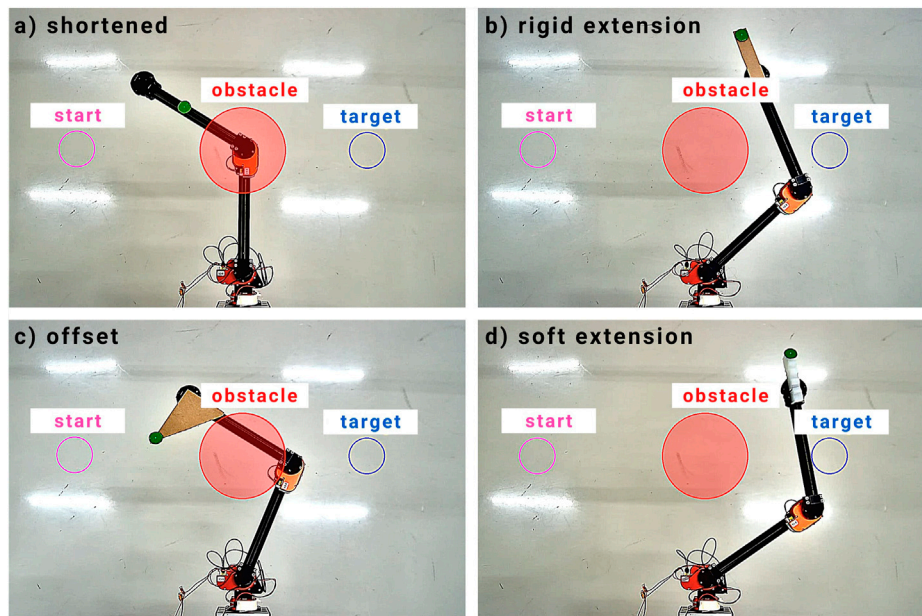 a) shortened
obstacle
start
target
b) rigid extension
obstacle
start
target
c) offset
obstacle
start
target
d) soft extension
obstacle
start
target